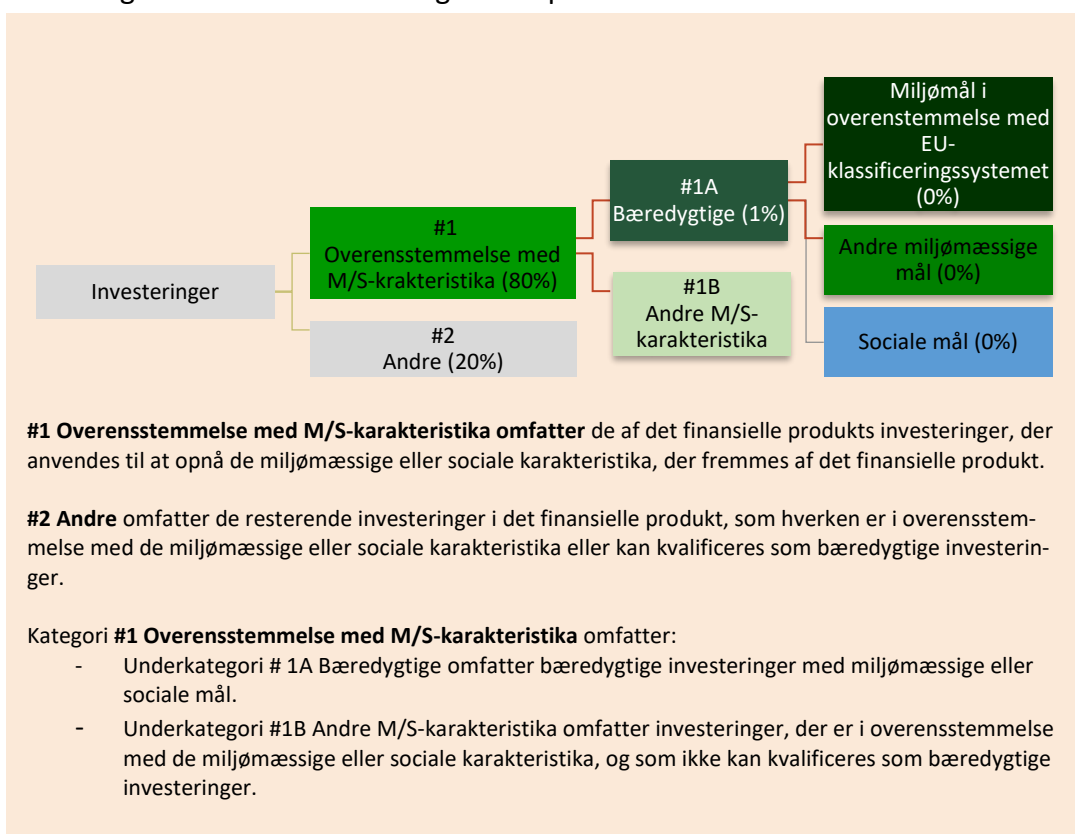 Investeringer
#1
Overensstemmelse med
M/S-krakteristika (80%)
#2
Andre (20%)
#1A
Bæredygtige (1%)
#1B
Andre M/S-
karakteristika
Miljømål i
overenstemmelse med
EU-
klassificeringssystemet
(0%)
Andre miljømæssige
mål (0%)
Sociale mål (0%)
#1 Overensstemmelse med M/S-karakteristika omfatter de af det finansielle produkts investeringer, der
anvendes til at opnå de miljømæssige eller sociale karakteristika, der fremmes af det finansielle produkt.
#2 Andre omfatter de resterende investeringer i det finansielle produkt, som hverken er i overensstem-
melse med de miljømæssige eller sociale karakteristika eller kan kvalificeres som bæredygtige investerin-
ger.
Kategori #1 Overensstemmelse med M/S-karakteristika omfatter:
- Underkategori # 1A Bæredygtige omfatter bæredygtige investeringer med miljømæssige eller
sociale mål.
- Underkategori #1B Andre M/S-karakteristika omfatter investeringer, der er i overensstemmelse
med de miljømæssige eller sociale karakteristika, og som ikke kan kvalificeres som bæredygtige
investeringer.